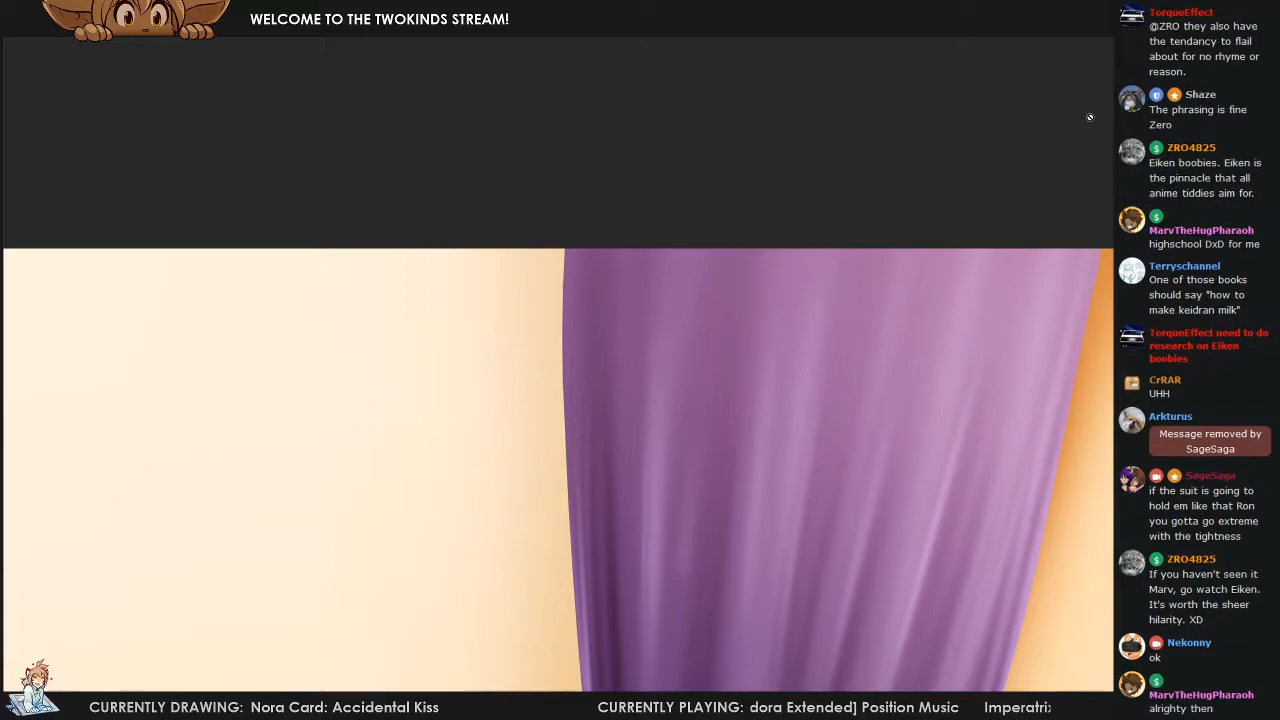 WELCOME TO THE TWOKINDS STREAM!
TorqueEffect
@ZRO they also have
the tendancy to flail
about for no rhyme or
reason.
Shaze
The phrasing is fine
Zero
$ ZRO4825
Eiken boobies. Eiken is
the pinnacle that all
anime tiddies aim for.
$
MarvTheHugPharaoh
highschool DxD for me
Terryschannel
One of those books
should say "how to
make keidran milk"
TorqueEffect need to do
research on Eiken
boobies
CrRAR
UHH
Arkturus
Message removed by
SageSaga
SageSaga
if the suit is going to
hold em like that Ron
you gotta go extreme
with the tightness
$ ZRO4825
If you haven't seen it
Marv, go watch Eiken.
It's worth the sheer
hilarity. XD
Nekonny
ok
$
MarvTheHugPharaoh
alrighty then
CURRENTLY DRAWING: Nora Card: Accidental Kiss
CURRENTLY PLAYING: dora Extended] Position Music Imperatrix